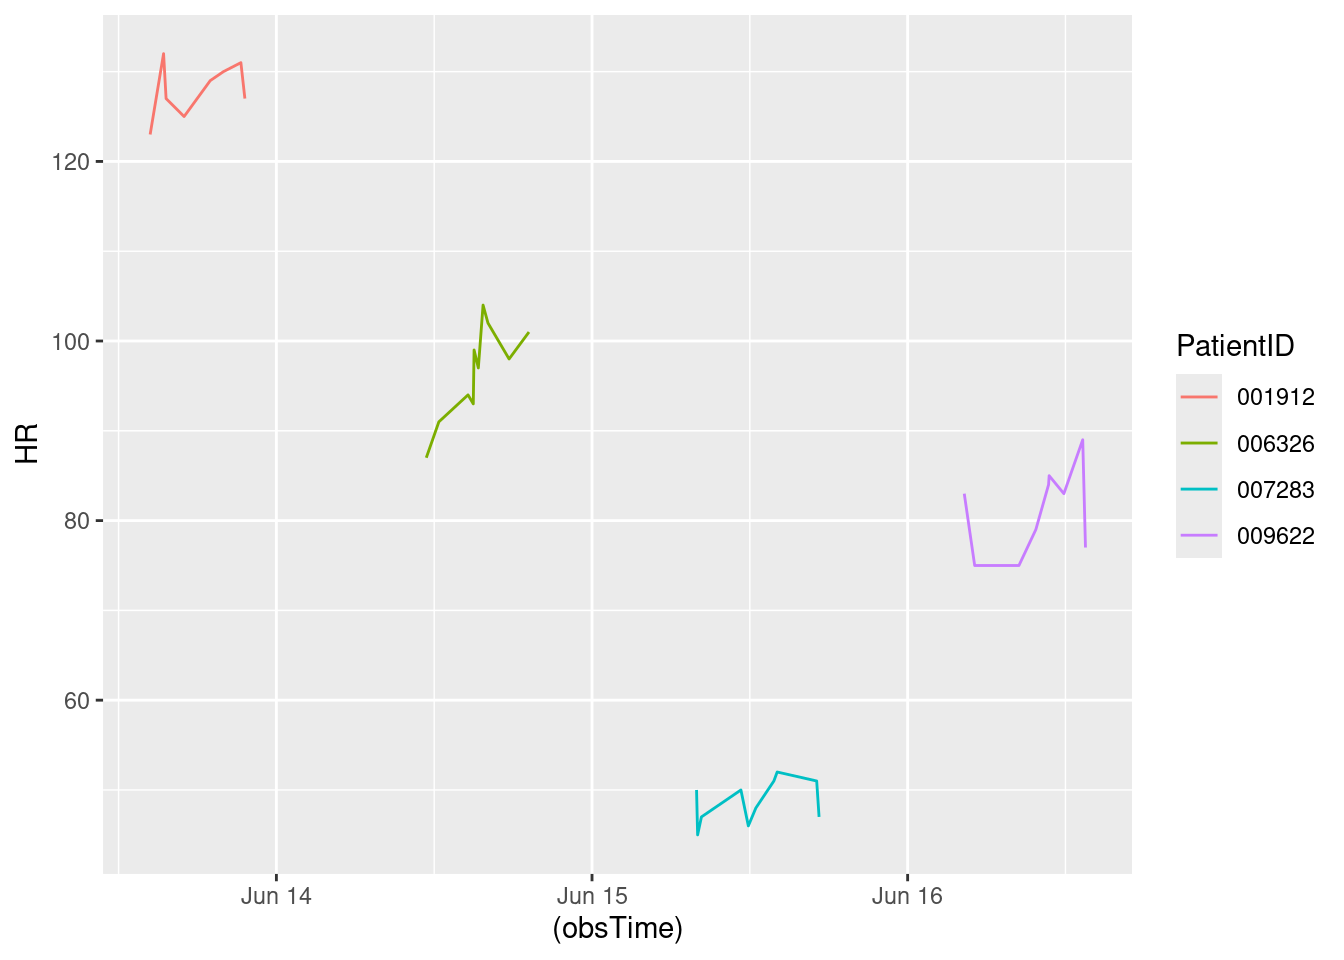 120
100
80
60
HR
Jun 14
Jun 15
Jun 16
(obsTime)
PatientID
001912
006326
007283
009622